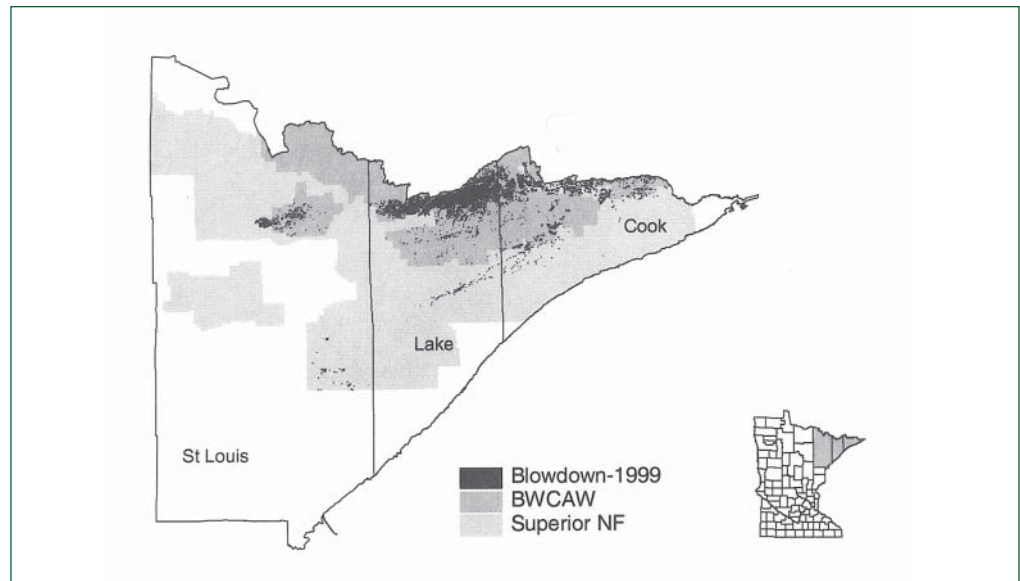 Cook
Lake
St Louis
Blowdown-1999
BWCAW
Superior NF